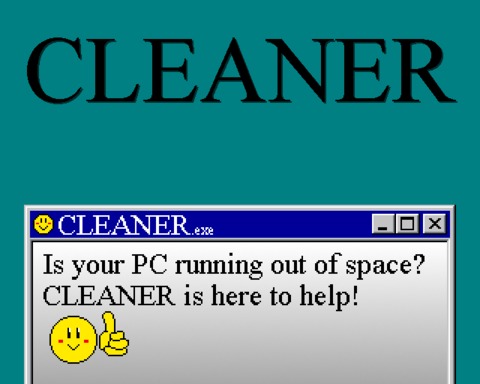 CLEANER
CLEANER.exe
Is your PC running out of space?
CLEANER is here to help!